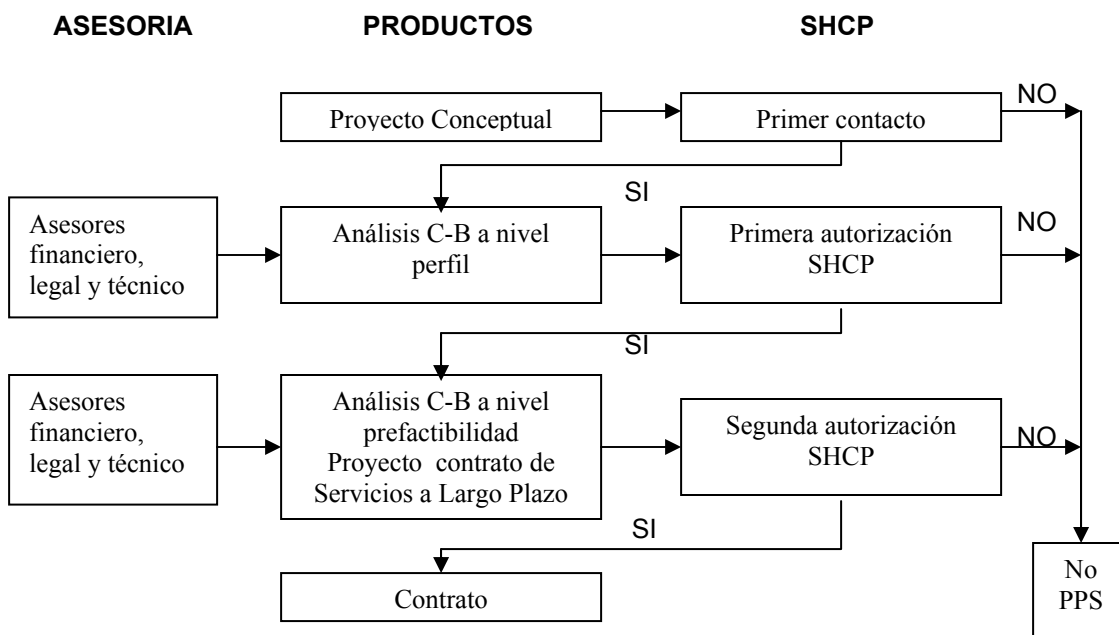 ASESORIA
PRODUCTOS
SHCP
Proyecto Conceptual
Primer contacto
NO
SI
Asesores
financiero,
legal y técnico
Análisis C-B a nivel
perfil
Primera autorización
SHCP
NO
SI
Asesores
financiero,
legal y técnico
Análisis C-B a nivel
prefactibilidad
Proyecto contrato de
Servicios a Largo Plazo
Segunda autorización
SHCP
NO
SI
Contrato
No
PPS